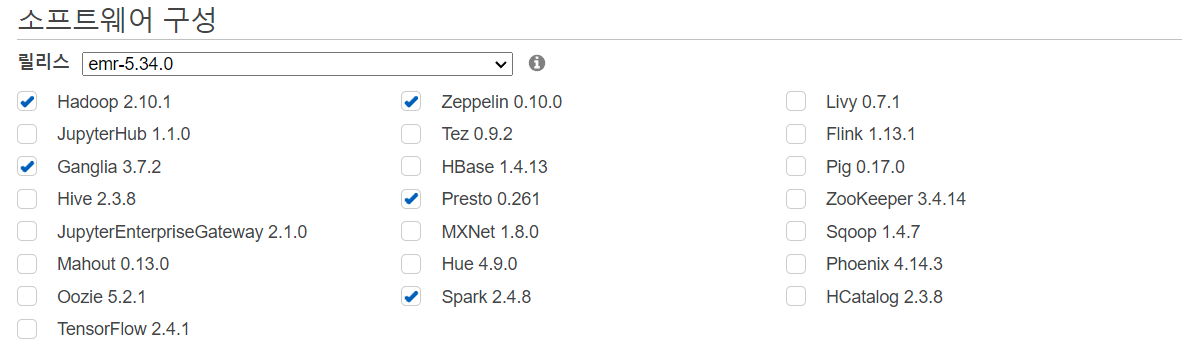 소프트웨어 구성
릴리스 emr-5.34.0
Hadoop 2.10.1 Zeppelin 0.10.0 Livy 0.7.1
JupyterHub 1.1.0 Tez 0.9.2 Flink 1.13.1
Ganglia 3.7.2 HBase 1.4.13 Pig 0.17.0
Hive 2.3.8 Presto 0.261 ZooKeeper 3.4.14
JupyterEnterpriseGateway 2.1.0 MXNet 1.8.0 Sqoop 1.4.7
Mahout 0.13.0 Hue 4.9.0 Phoenix 4.14.3
Oozie 5.2.1 Spark 2.4.8 HCatalog 2.3.8
TensorFlow 2.4.1